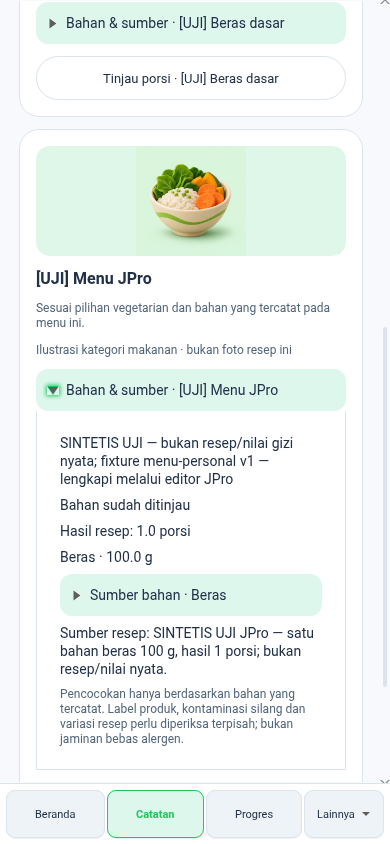 Bahan & sumber · [UJI] Beras dasar
Tinjau porsi · [UJI] Beras dasar
[UJI] Menu JPro
Sesuai pilihan vegetarian dan bahan yang tercatat pada
menu ini.
Ilustrasi kategori makanan · bukan foto resep ini
Bahan & sumber · [UJI] Menu JPro
SINTETIS UJI — bukan resep/nilai gizi
nyata; fixture menu-personal v1 —
lengkapi melalui editor JPro
Bahan sudah ditinjau
Hasil resep: 1.0 porsi
Beras · 100.0 g
Sumber bahan · Beras
Sumber resep: SINTETIS UJI JPro — satu
bahan beras 100 g, hasil 1 porsi; bukan
resep/nilai nyata.
Pencocokan hanya berdasarkan bahan yang
tercatat. Label produk, kontaminasi silang dan
variasi resep perlu diperiksa terpisah; bukan
jaminan bebas alergen.
Beranda
Catatan
Progres
Lainnya